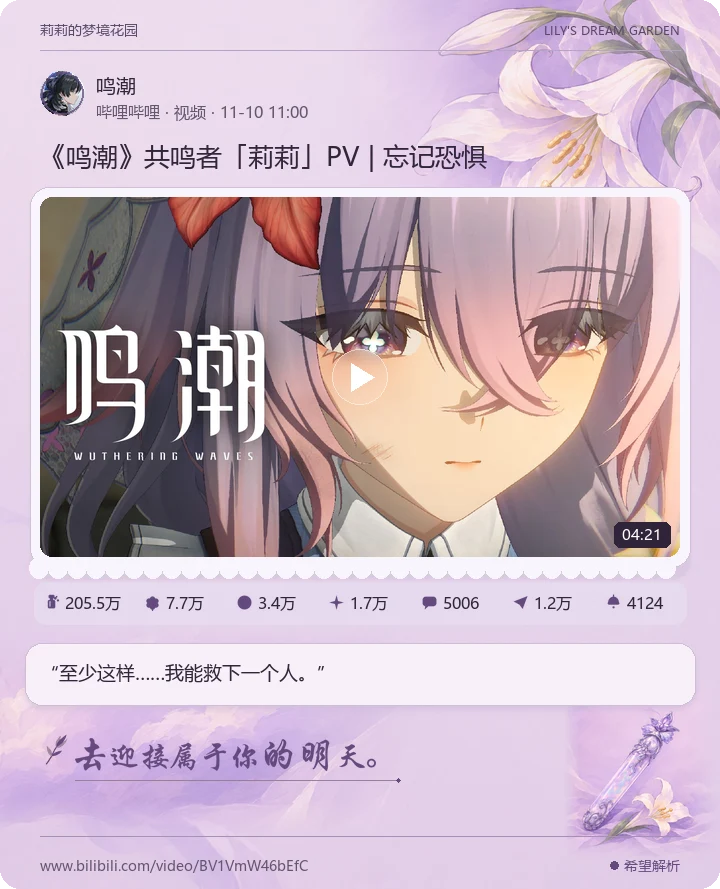 莉莉的梦境花园
LILY'S DREAM GARDEN
鸣潮
哔哩哔哩 · 视频 · 11-10 11:00
《鸣潮》共鸣者「莉莉」PV | 忘记恐惧
鸣潮
WUTHERING WAVES
04:21
205.5万 7.7万 3.4万 1.7万 5006 1.2万 4124
“至少这样……我能救下一个人。”
去迎接属于你的明天。
www.bilibili.com/video/BV1VmW46bEfC
希望解析